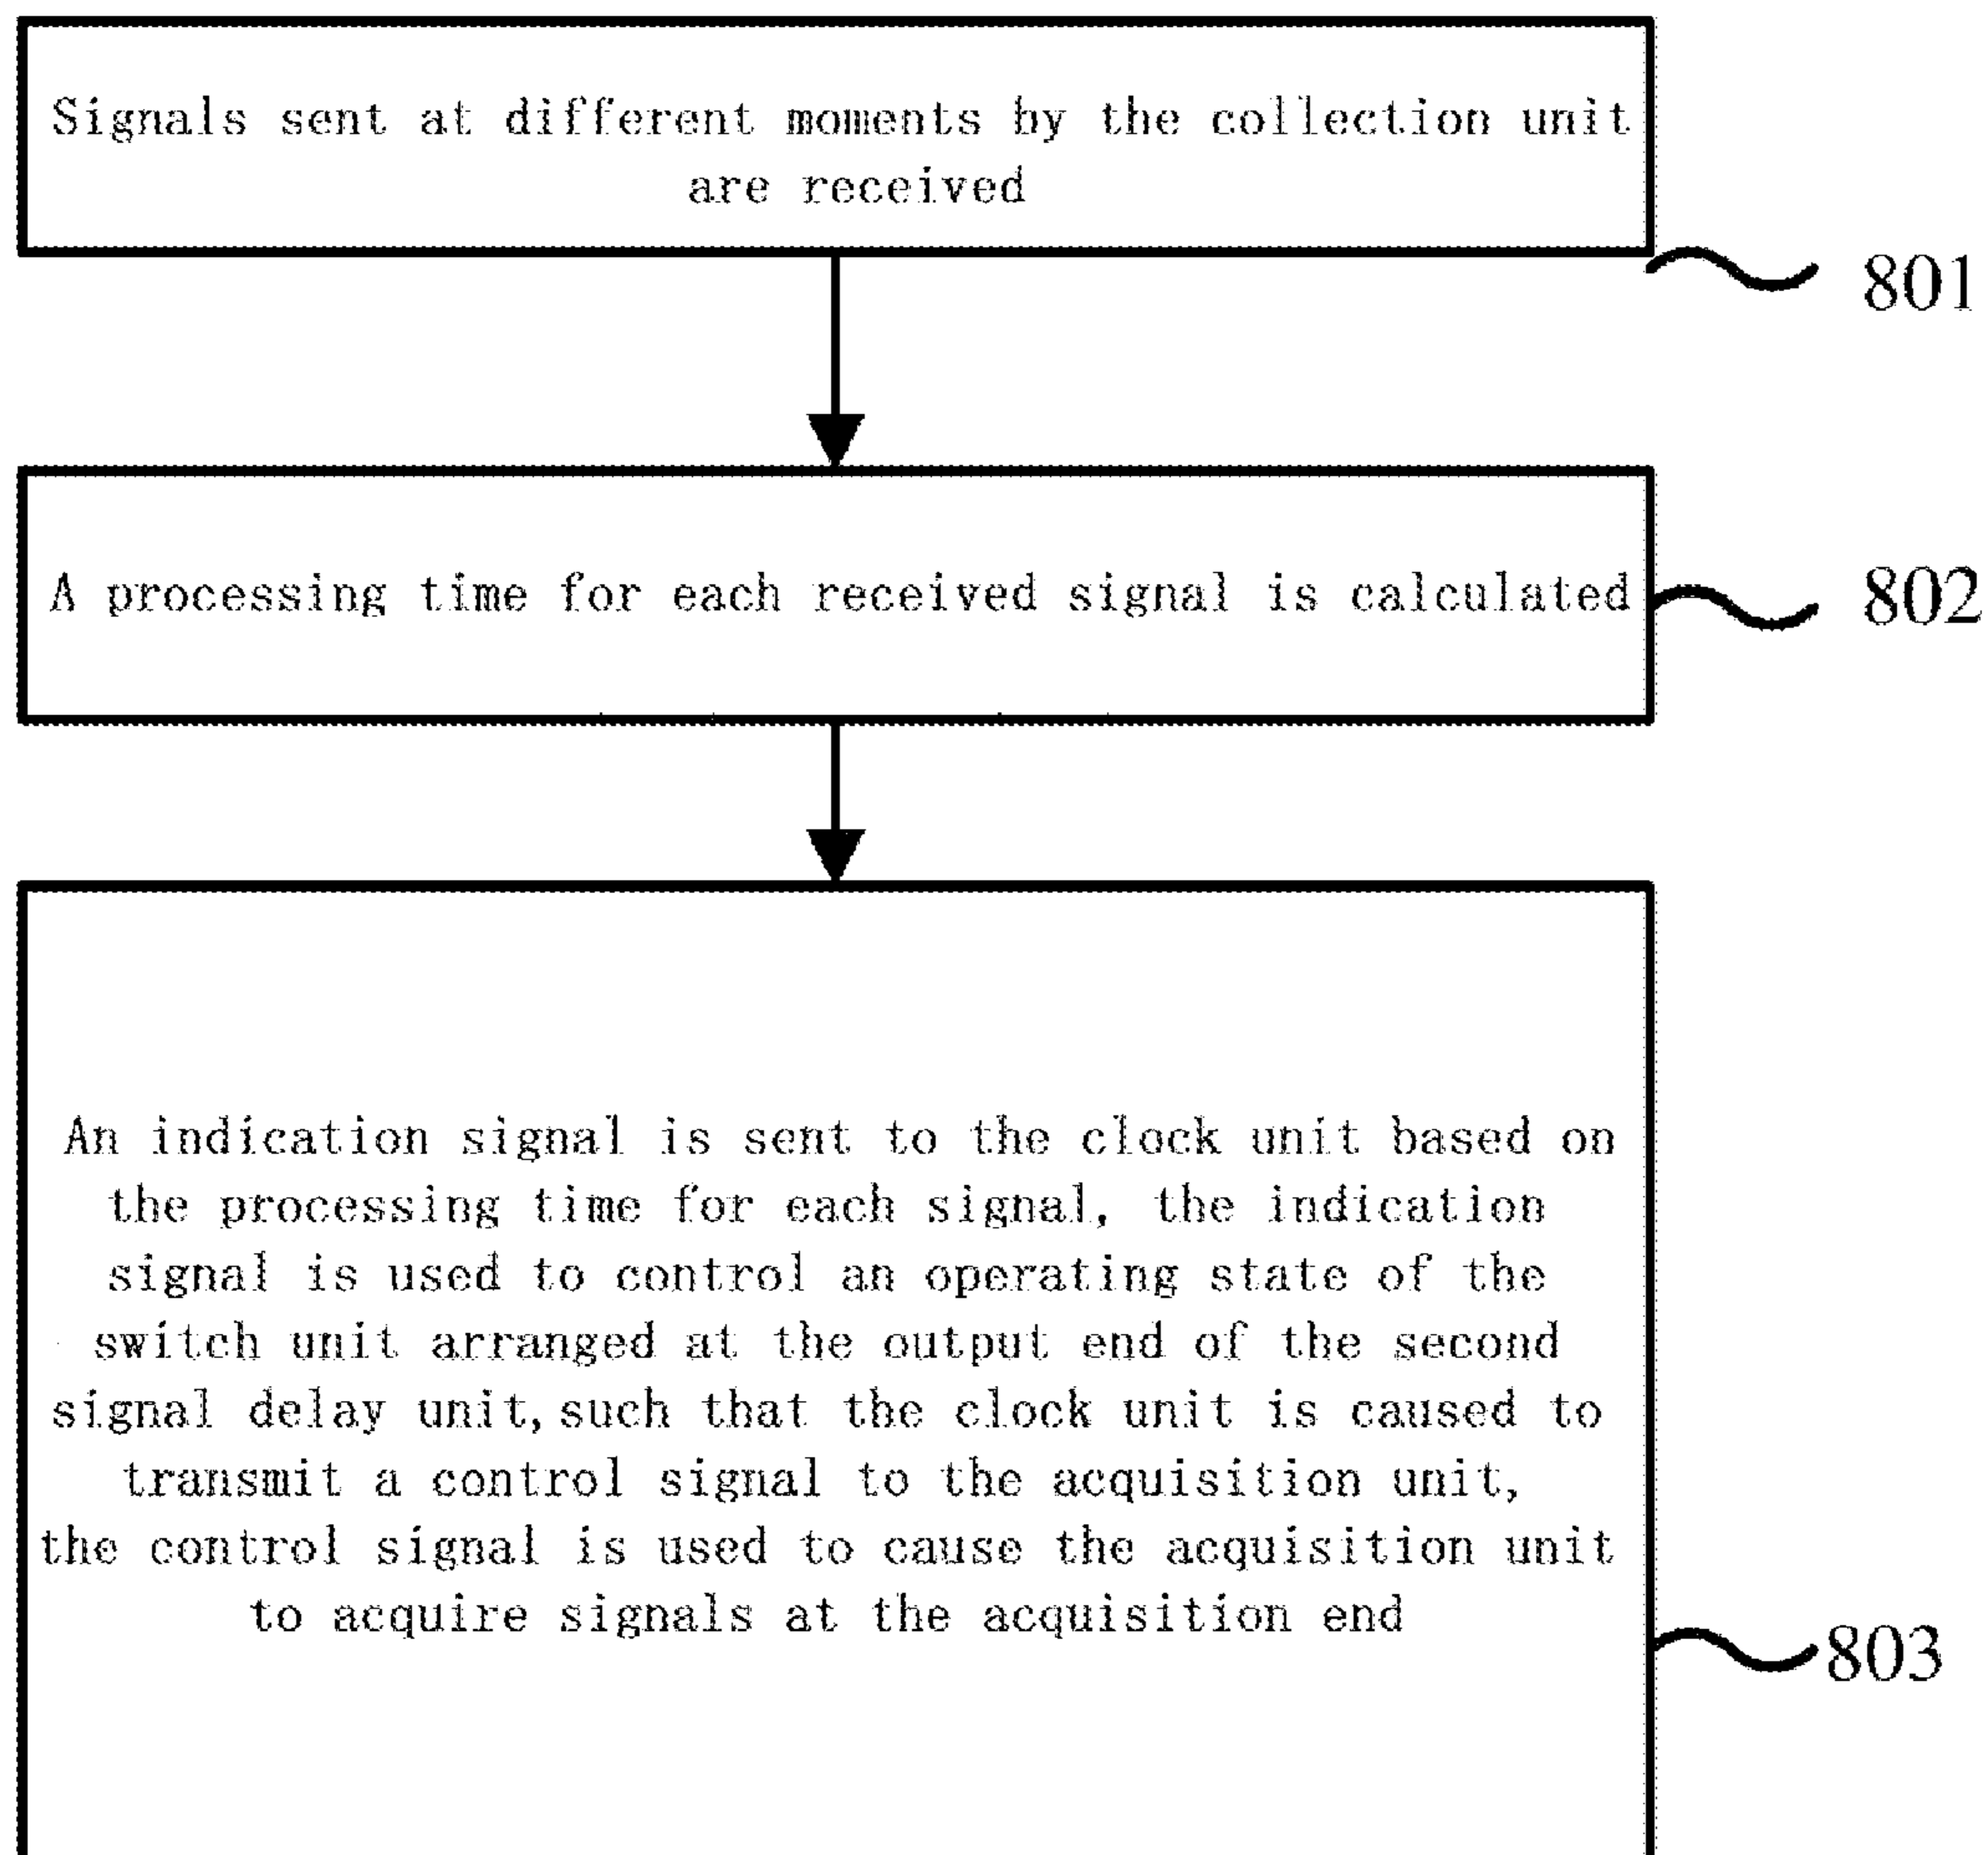 Signals sent at different moments by the collection unit
are received
801
A processing time for each received signal is calculated
802
An indication signal is sent to the clock unit based on
the processing time for each signal, the indication
signal is used to control an operating state of the
switch unit arranged at the output end of the second
signal delay unit, such that the clock unit is caused to
transmit a control signal to the acquisition unit,
the control signal is used to cause the acquisition unit
to acquire signals at the acquisition end
803